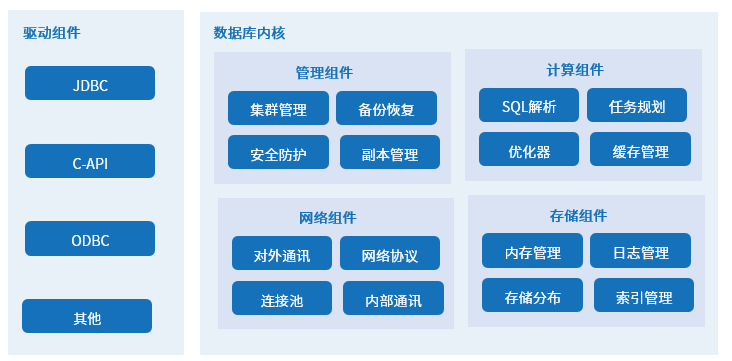 驱动组件
JDBC
C-API
ODBC
其他
数据库内核
管理组件
集群管理
备份恢复
安全防护
副本管理
计算组件
SQL解析
任务规划
优化器
缓存管理
网络组件
对外通讯
网络协议
连接池
内部通讯
存储组件
内存管理
日志管理
存储分布
索引管理